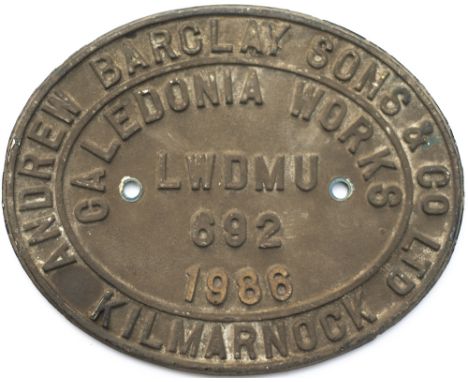 ANDREW BARCLAY SONS & CO LTD
KILMARNOCK
CALEDONIA WORKS
LWDMU
692
1986